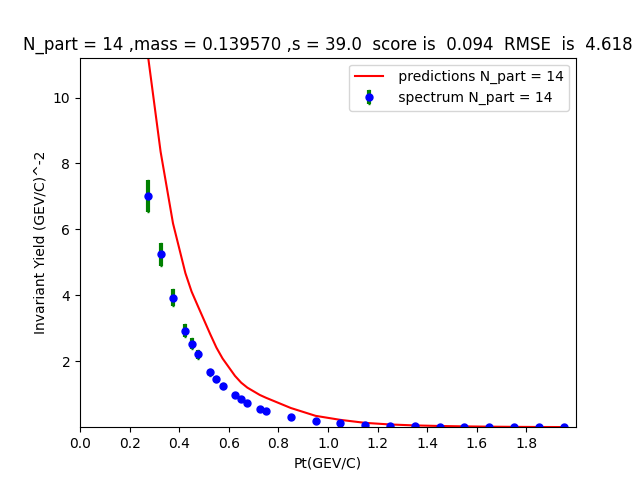 N_part = 14 ,mass = 0.139570 ,s = 39.0  score is  0.094  RMSE  is  4.618
predictions N_part = 14
spectrum N_part = 14
Invariant Yield (GEV/C)^-2
10
8
6
4
2
0.0 0.2 0.4 0.6 0.8 1.0 1.2 1.4 1.6 1.8
Pt(GEV/C)